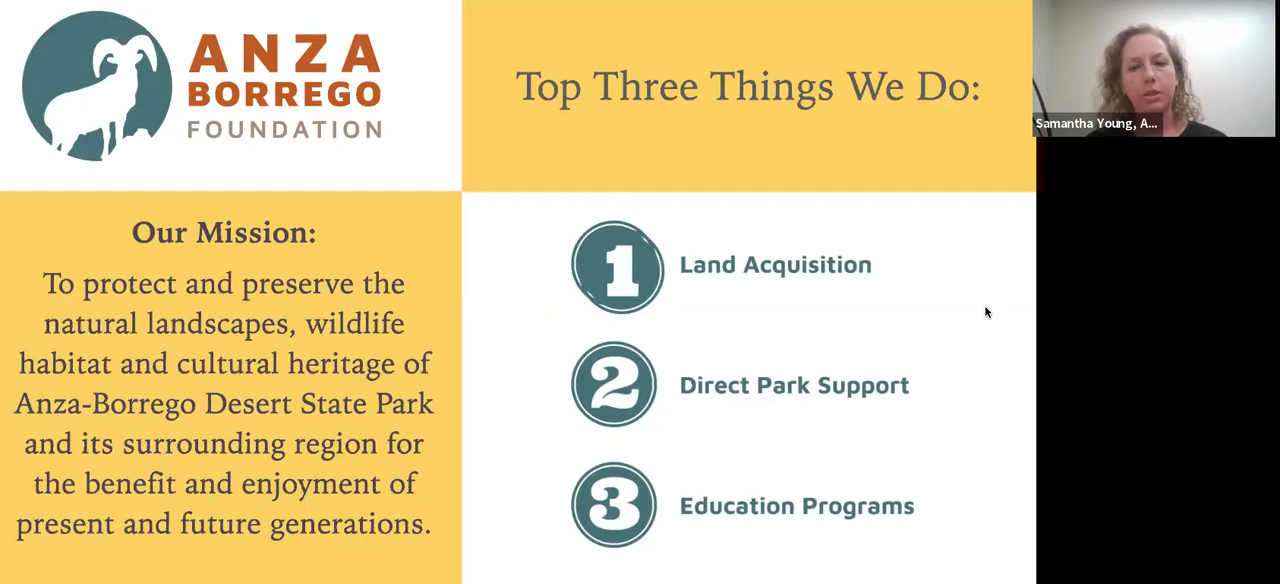 ANZA
BORREGO
FOUNDATION
Top Three Things We Do:
Samantha Young, A...
Our Mission:
To protect and preserve the
natural landscapes, wildlife
habitat and cultural heritage of
Anza-Borrego Desert State Park
and its surrounding region for
the benefit and enjoyment of
present and future generations.
1 Land Acquisition
2 Direct Park Support
3 Education Programs